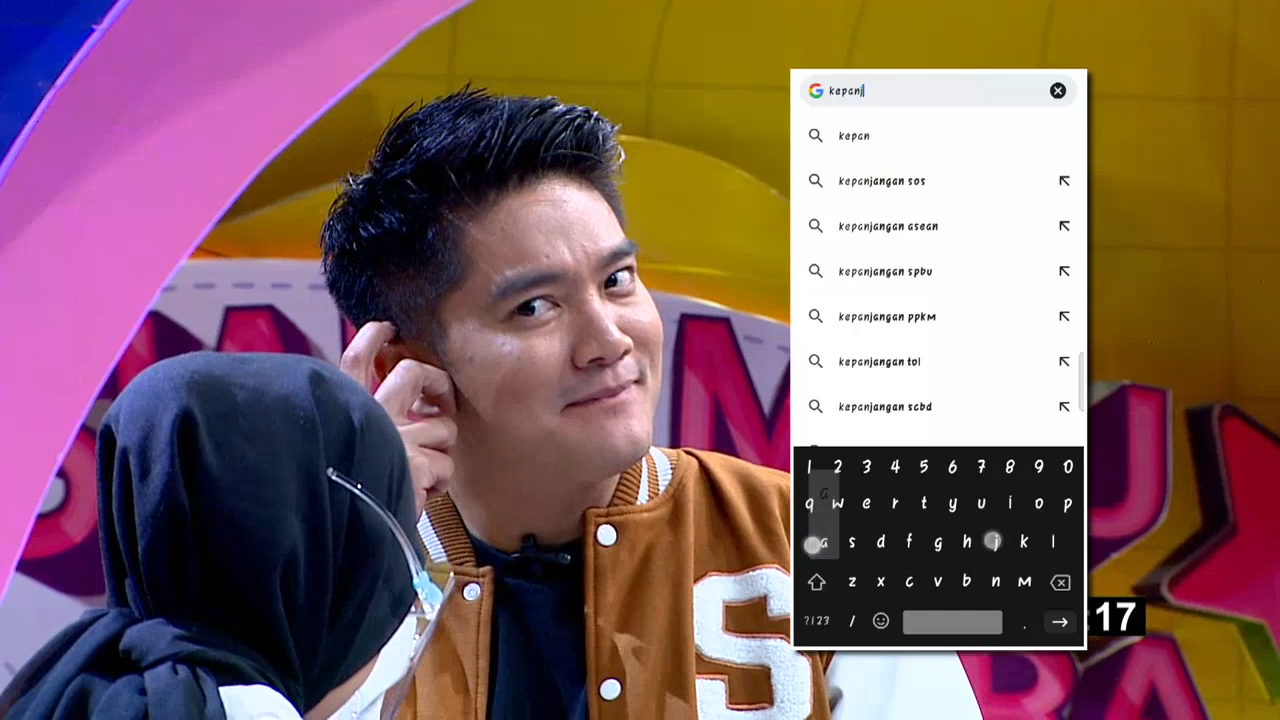 kepanj
kepan
kepanjangan sos
kepanjangan asean
kepanjangan spbu
kepanjangan ppkm
kepanjangan tol
kepanjangan scbd
1 2 3 4 5 6 7 8 9 0
q w e r t y u i o p
a s d f g h j k l
z x c v b n m
?123 / .
:17
S